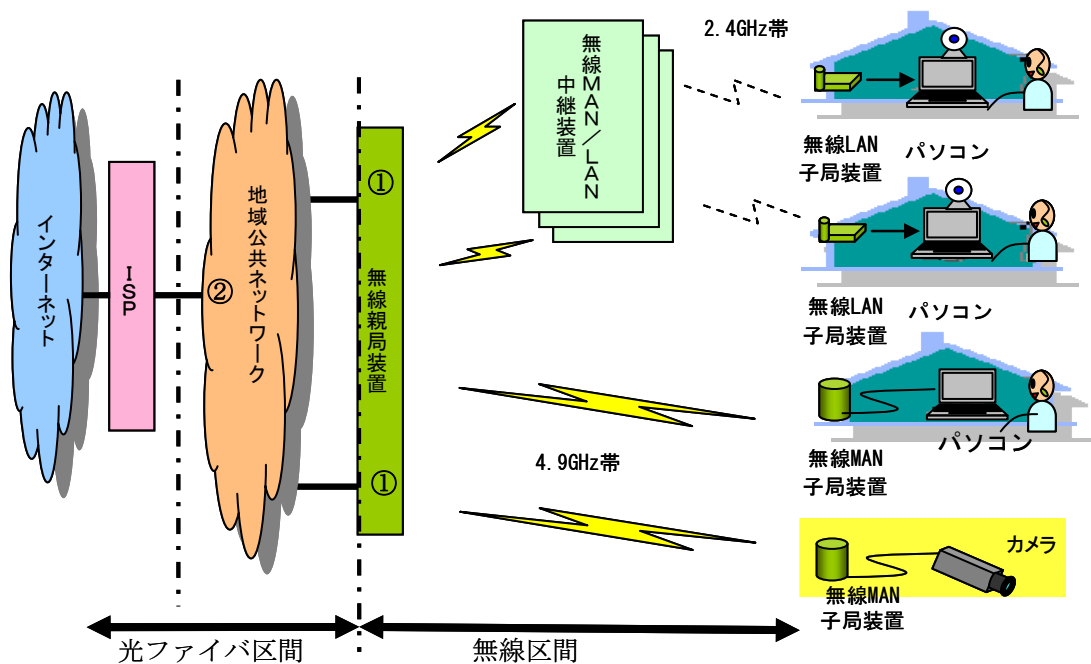 インターネット
ISP
②
地域公共ネットワーク
①
①
無線親局装置
無線MAN/LAN
中継装置
2.4GHz帯
無線LAN
子局装置
パソコン
無線LAN
子局装置
パソコン
無線MAN
子局装置
パソコン
4.9GHz帯
カメラ
無線MAN
子局装置
光ファイバ区間
無線区間